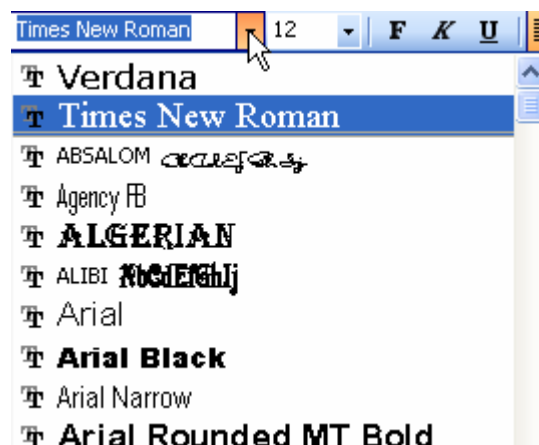 Times New Roman 12 F K U
Verdana
Times New Roman
ABSALOM
Agency FB
ALGERIAN
ALIBI AbCdEfGhIj
Arial
Arial Black
Arial Narrow
Arial Rounded MT Bold